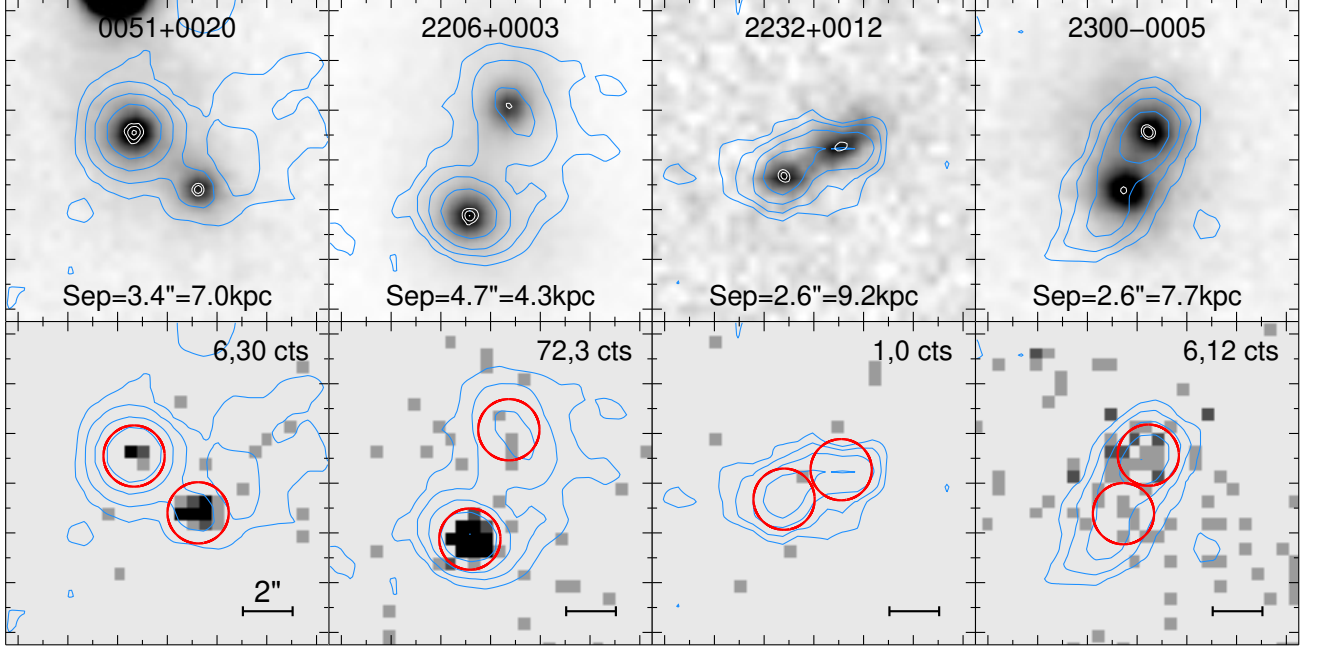 0051+0020 2206+0003 2232+0012 2300−0005
Sep=3.4"=7.0kpc Sep=4.7"=4.3kpc Sep=2.6"=9.2kpc Sep=2.6"=7.7kpc
6,30 cts 72,3 cts 1,0 cts 6,12 cts
2"